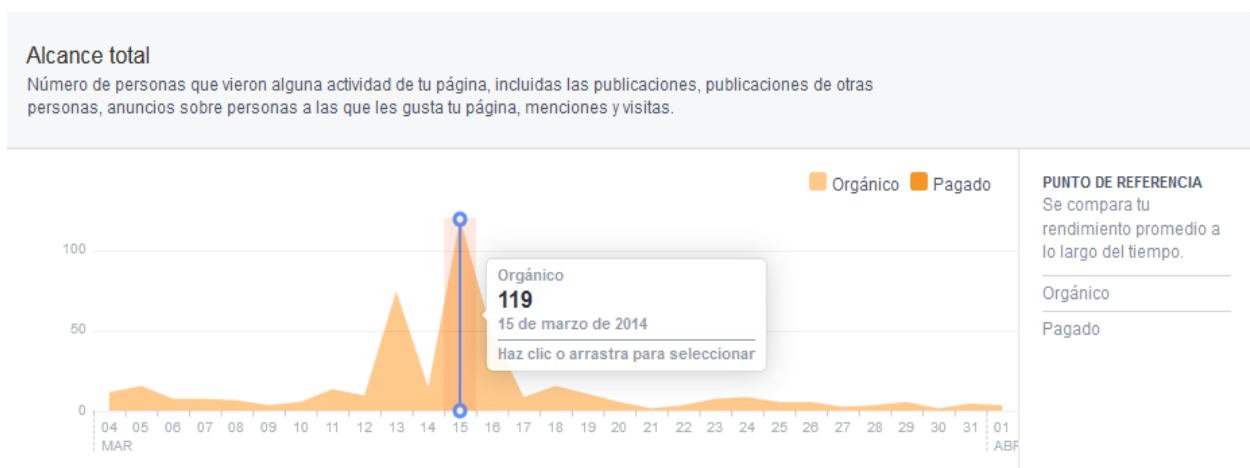 Alcance total
Número de personas que vieron alguna actividad de tu página, incluidas las publicaciones, publicaciones de otras
personas, anuncios sobre personas a las que les gusta tu página, menciones y visitas.
Orgánico Pagado
PUNTO DE REFERENCIA
Se compara tu
rendimiento promedio a
lo largo del tiempo.
Orgánico
Pagado
100
50
0
Orgánico
119
15 de marzo de 2014
Haz clic o arrastra para seleccionar
04 05 06 07 08 09 10 11 12 13 14 15 16 17 18 19 20 21 22 23 24 25 26 27 28 29 30 31 01
MAR ABR